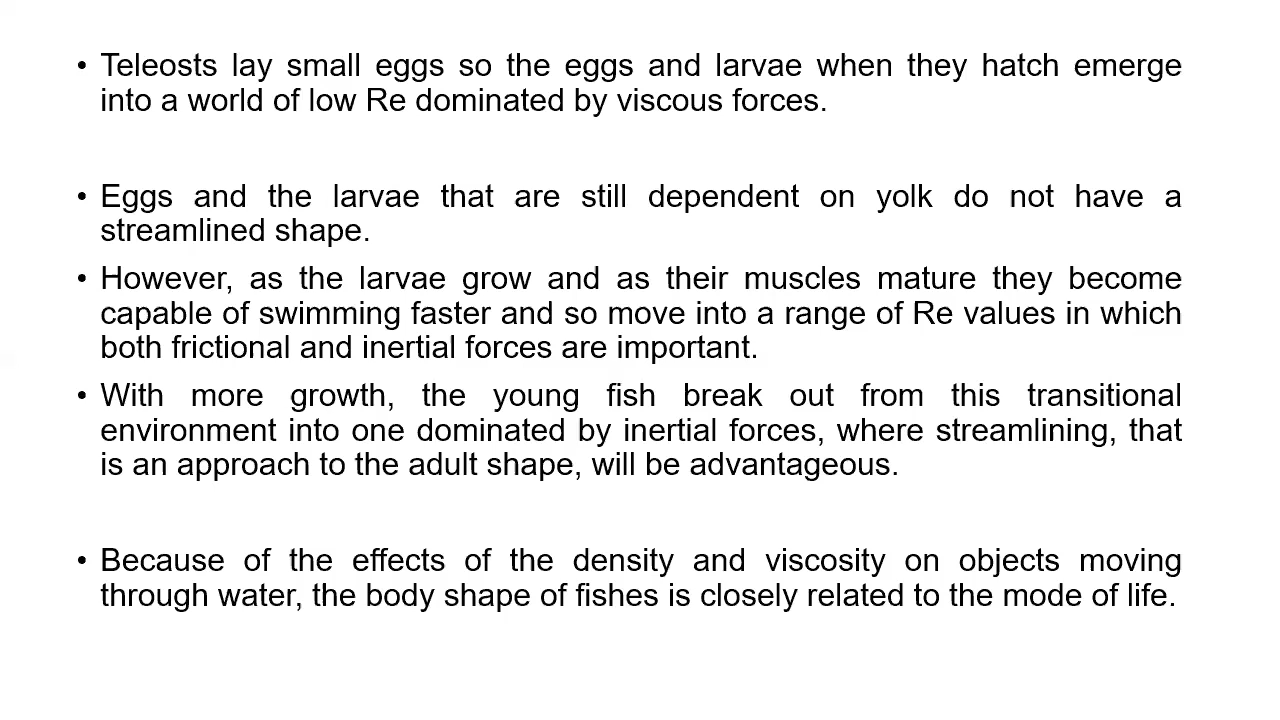 • Teleosts lay small eggs so the eggs and larvae when they hatch emerge
into a world of low Re dominated by viscous forces.
• Eggs and the larvae that are still dependent on yolk do not have a
streamlined shape.
• However, as the larvae grow and as their muscles mature they become
capable of swimming faster and so move into a range of Re values in which
both frictional and inertial forces are important.
• With more growth, the young fish break out from this transitional
environment into one dominated by inertial forces, where streamlining, that
is an approach to the adult shape, will be advantageous.
• Because of the effects of the density and viscosity on objects moving
through water, the body shape of fishes is closely related to the mode of life.